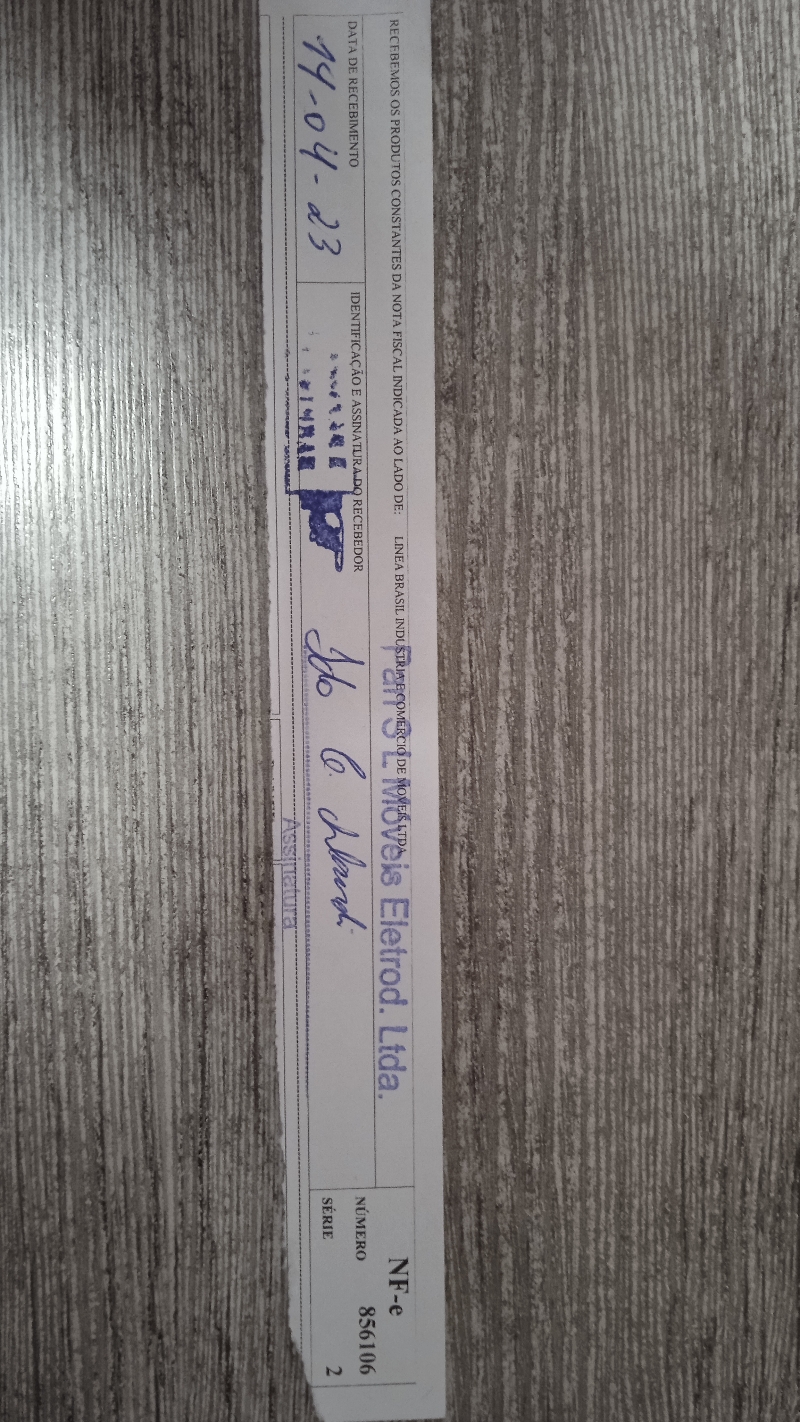 RECEBEMOS OS PRODUTOS CONSTANTES DA NOTA FISCAL INDICADA AO LADO DE: LINEA BRASIL INDUSTRIA E COMERCIO DE MOVEIS LTDA
Pan S L Móveis Eletrod. Ltda.
DATA DE RECEBIMENTO
14-04-23
IDENTIFICAÇÃO E ASSINATURA DO RECEBEDOR
Assinatura
NF-e
NÚMERO 856106
SÉRIE 2